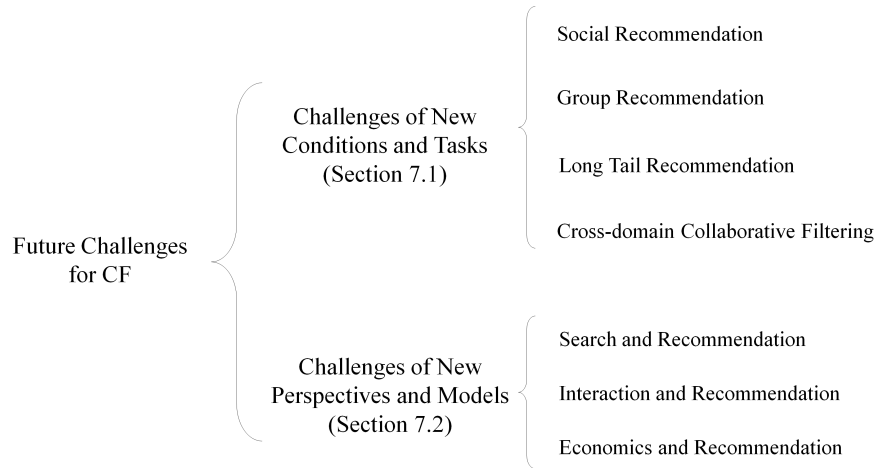 Future Challenges
for CF
Challenges of New
Conditions and Tasks
(Section 7.1)
Social Recommendation
Group Recommendation
Long Tail Recommendation
Cross-domain Collaborative Filtering
Challenges of New
Perspectives and Models
(Section 7.2)
Search and Recommendation
Interaction and Recommendation
Economics and Recommendation